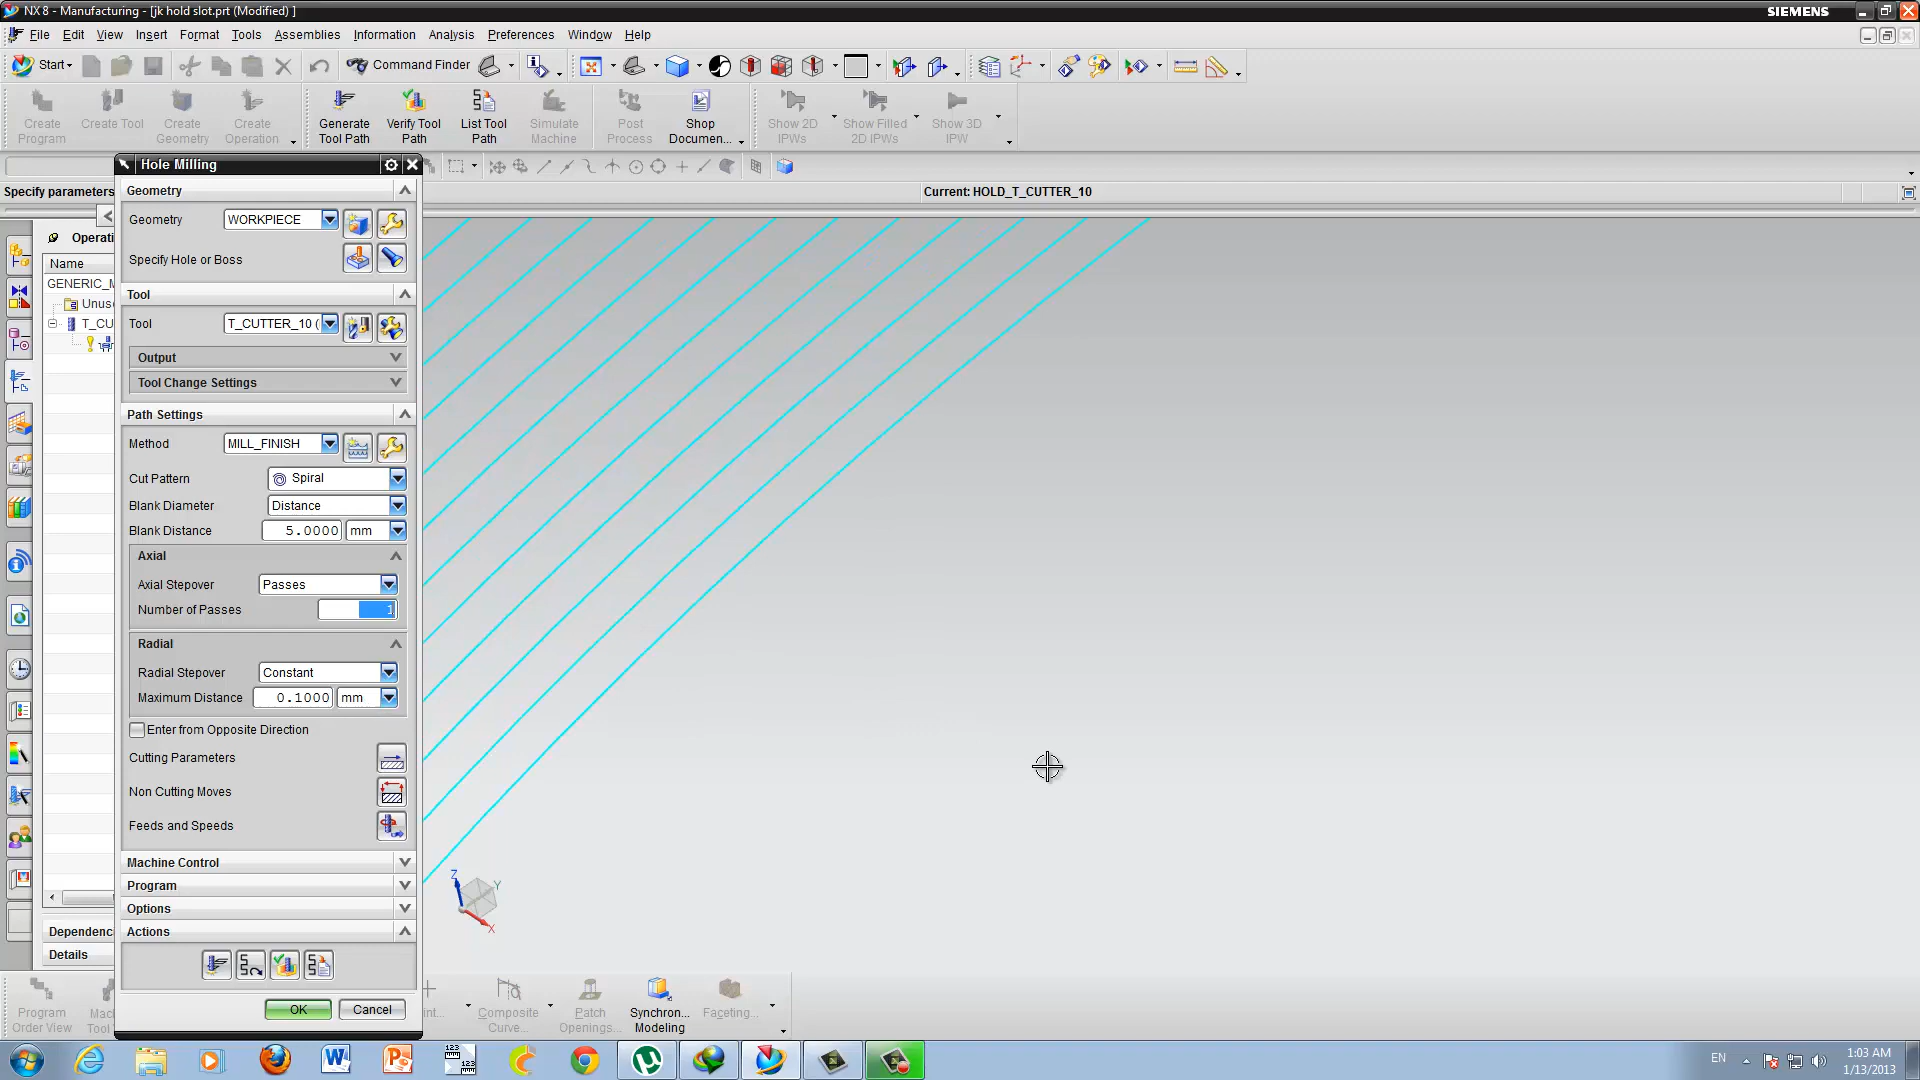 NX 8 - Manufacturing - [jk hold slot.prt (Modified) ]
SIEMENS
File Edit View Insert Format Tools Assemblies Information Analysis Preferences Window Help
Start
Command Finder
Create Program
Create Tool
Create Geometry
Create Operation
Generate Tool Path
Verify Tool Path
List Tool Path
Simulate Machine
Post Process
Shop Documen...
Show 2D IPWs
Show Filled 2D IPWs
Show 3D IPW
Hole Milling
Specify parameters
Current: HOLD_T_CUTTER_10
Operati
Name
GENERIC_M
Unuse
T_CU
Geometry
Geometry WORKPIECE
Specify Hole or Boss
Tool
Tool T_CUTTER_10 (
Output
Tool Change Settings
Path Settings
Method MILL_FINISH
Cut Pattern Spiral
Blank Diameter Distance
Blank Distance 5.0000 mm
Axial
Axial Stepover Passes
Number of Passes 1
Radial
Radial Stepover Constant
Maximum Distance 0.1000 mm
Enter from Opposite Direction
Cutting Parameters
Non Cutting Moves
Feeds and Speeds
Machine Control
Program
Options
Actions
OK Cancel
Dependenc
Details
Z
Y
X
Program Order View
Mac
Tool
int...
Composite Curve...
Patch Openings...
Synchron... Modeling
Faceting...
EN
1:03 AM
1/13/2013